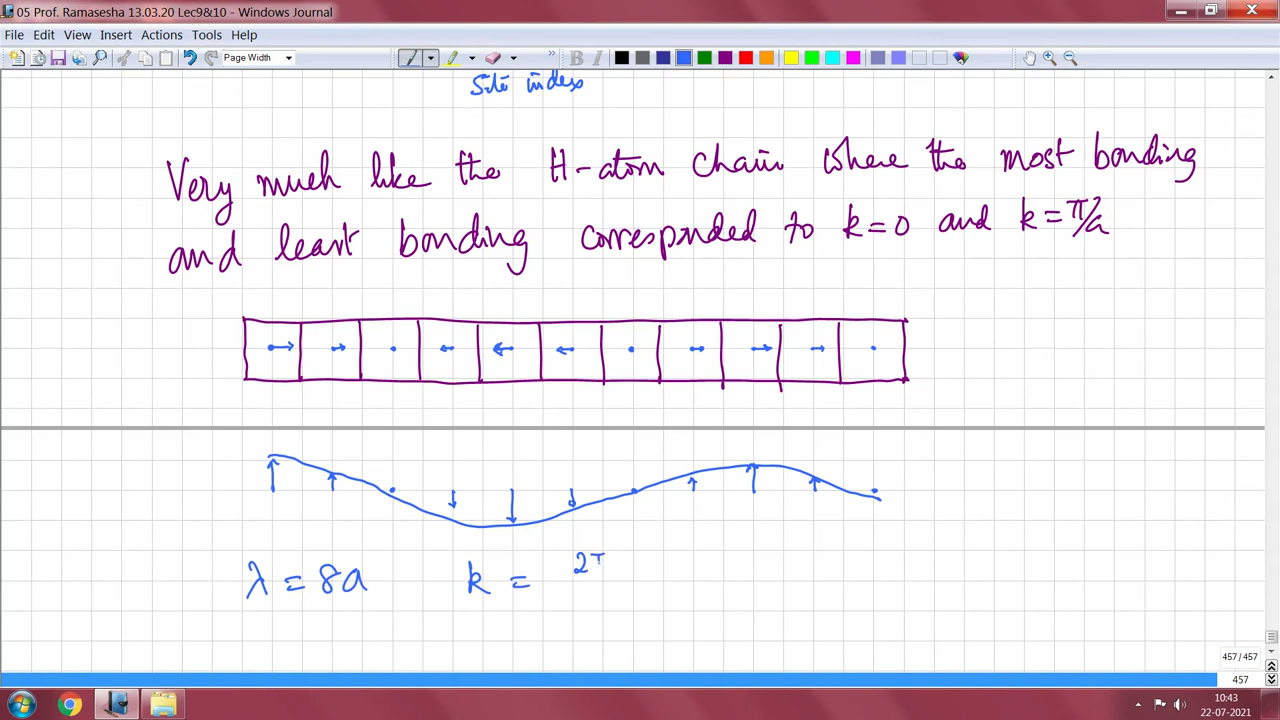 05 Prof. Ramasesha 13.03.20 Lec9&10 - Windows Journal
File Edit View Insert Actions Tools Help
Page Width
B I
Site index
Very much like the H-atom chain where the most bonding
and least bonding corresponded to k=0 and k=π/a
λ = 8a k = 2π
457/457
457
10:43
22-07-2021